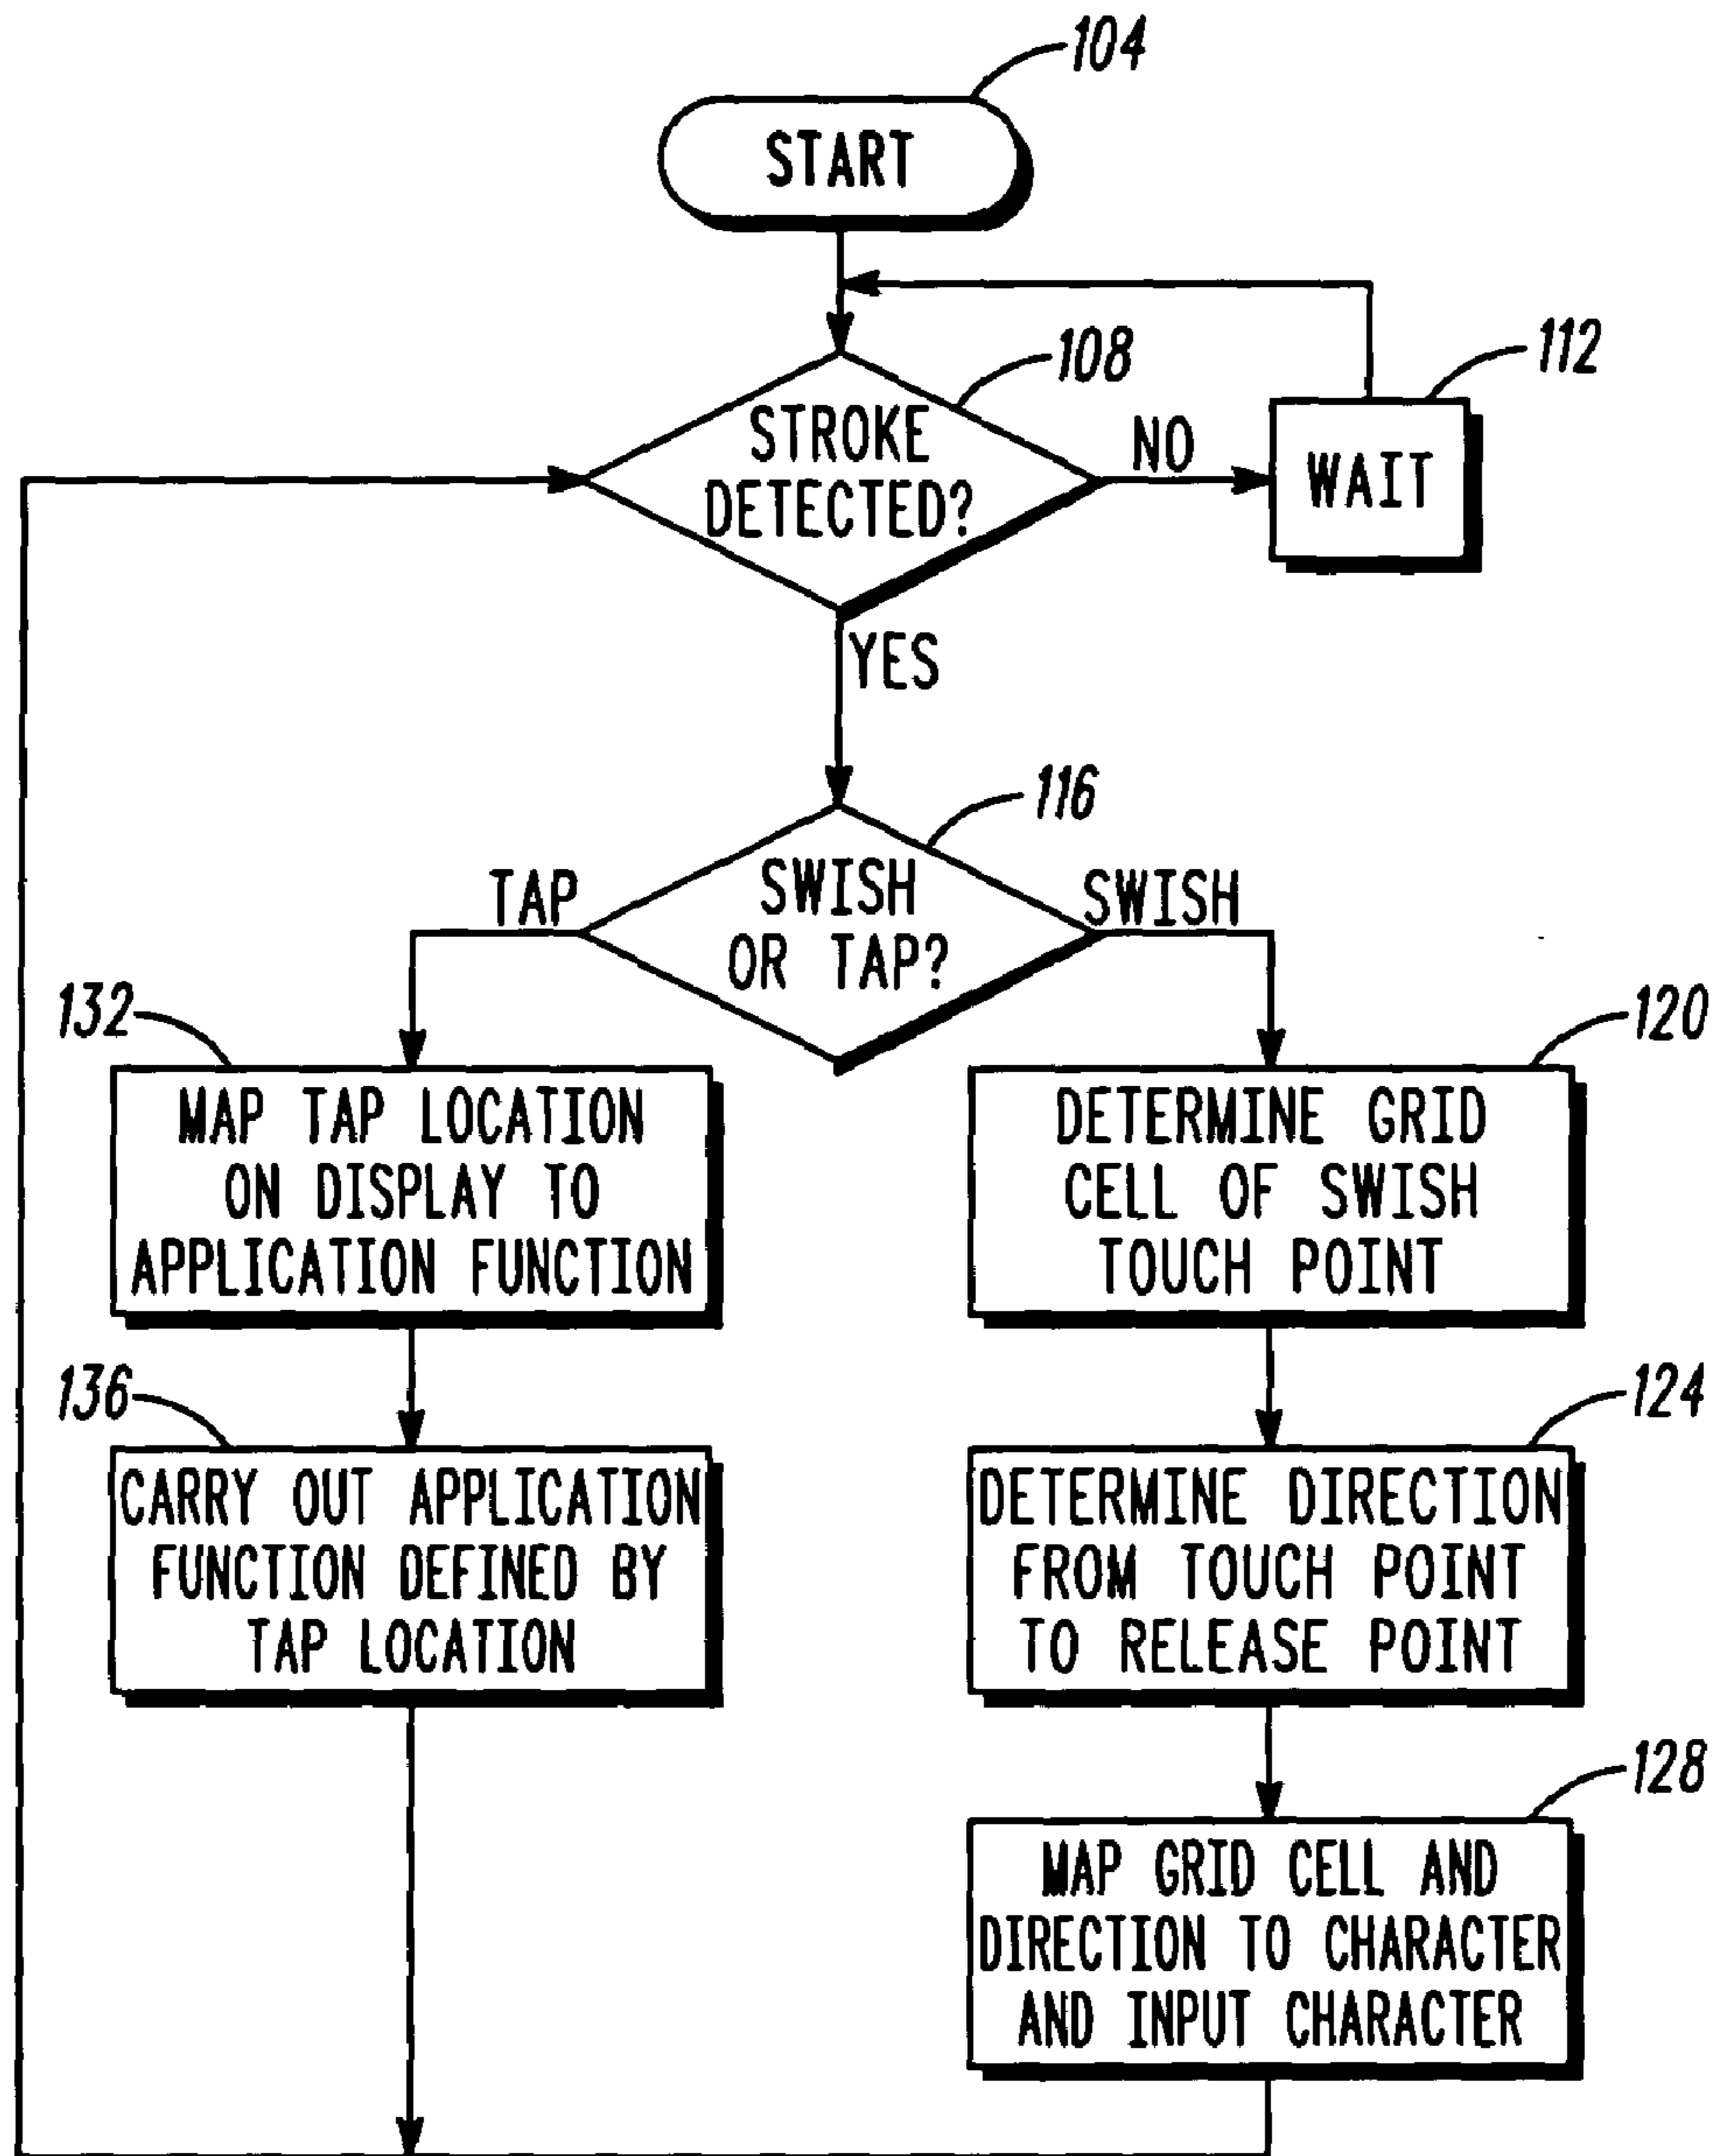 104
START
108
112
STROKE
DETECTED?
NO
WAIT
YES
116
TAP
SWISH
OR TAP?
SWISH
132
MAP TAP LOCATION
ON DISPLAY TO
APPLICATION FUNCTION
120
DETERMINE GRID
CELL OF SWISH
TOUCH POINT
136
CARRY OUT APPLICATION
FUNCTION DEFINED BY
TAP LOCATION
124
DETERMINE DIRECTION
FROM TOUCH POINT
TO RELEASE POINT
128
MAP GRID CELL AND
DIRECTION TO CHARACTER
AND INPUT CHARACTER